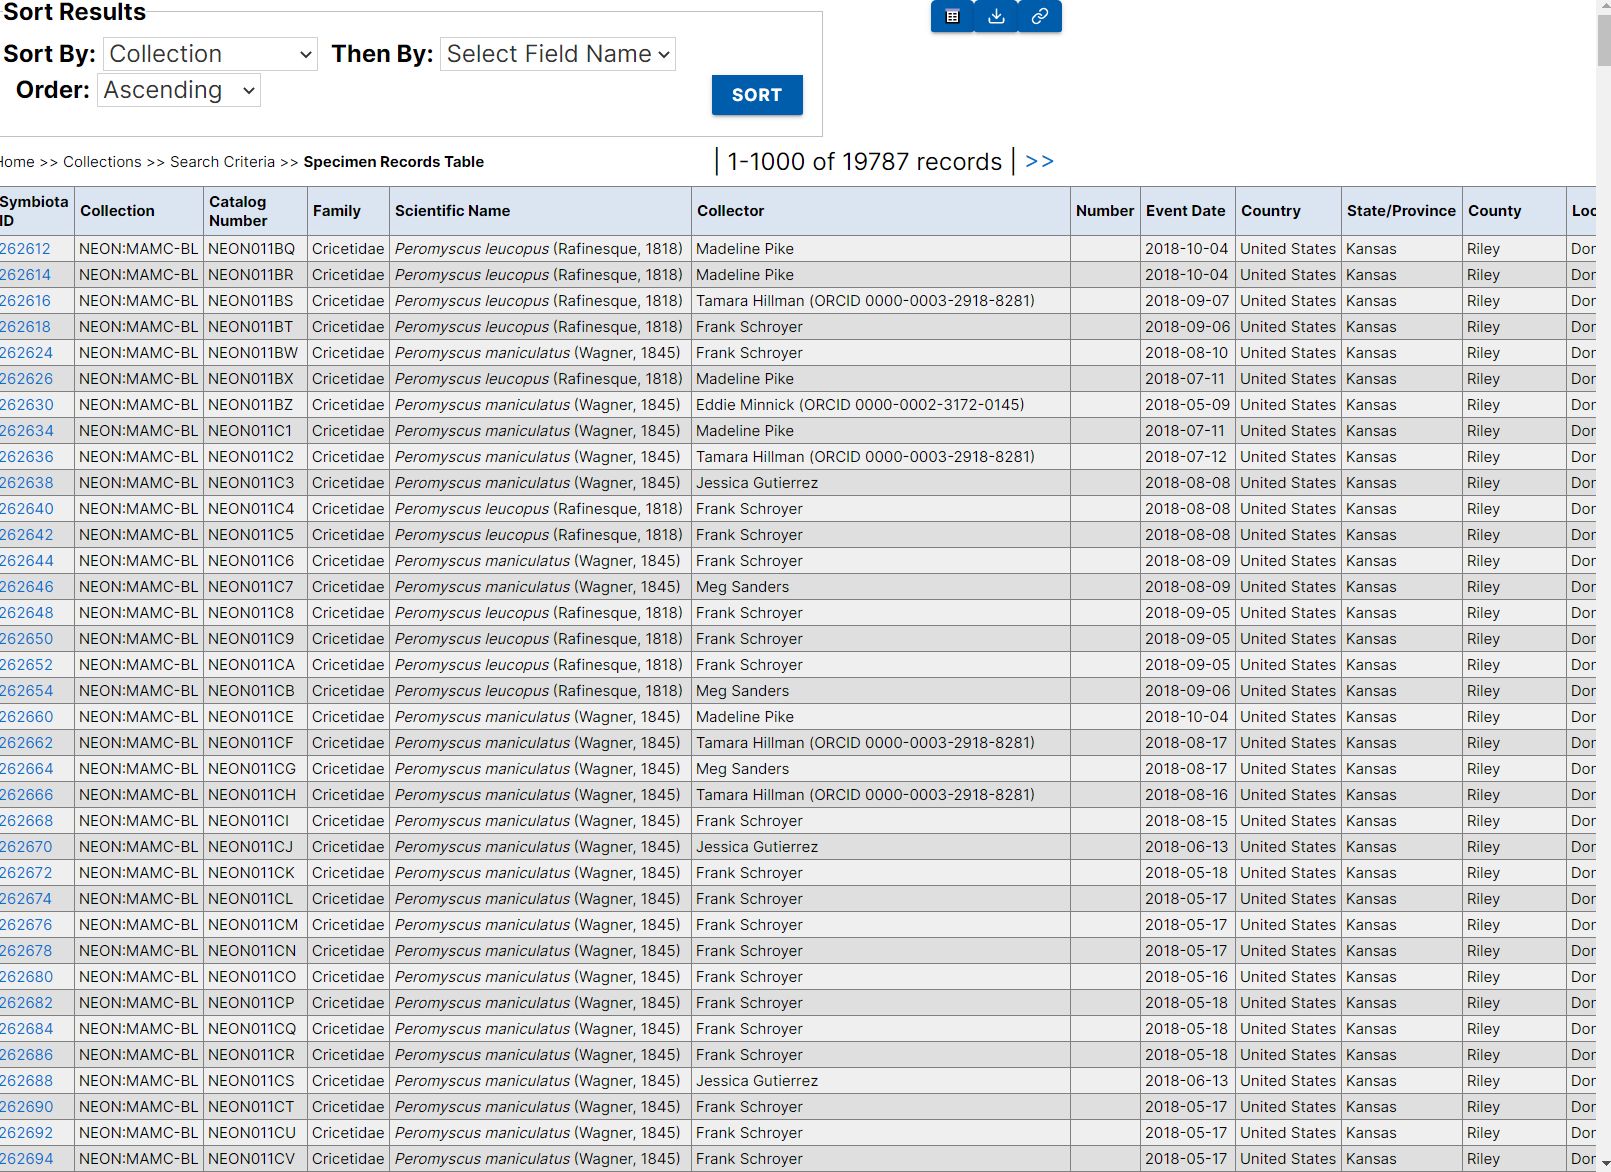 Sort Results
Sort By: Collection Then By: Select Field Name
Order: Ascending SORT
Home >> Collections >> Search Criteria >> Specimen Records Table | 1-1000 of 19787 records | >>
Symbiota ID Collection Catalog Number Family Scientific Name Collector Number Event Date Country State/Province County Loc
262612 NEON:MAMC-BL NEON011BQ Cricetidae Peromyscus leucopus (Rafinesque, 1818) Madeline Pike 2018-10-04 United States Kansas Riley Dor
262614 NEON:MAMC-BL NEON011BR Cricetidae Peromyscus leucopus (Rafinesque, 1818) Madeline Pike 2018-10-04 United States Kansas Riley Dor
262616 NEON:MAMC-BL NEON011BS Cricetidae Peromyscus leucopus (Rafinesque, 1818) Tamara Hillman (ORCID 0000-0003-2918-8281) 2018-09-07 United States Kansas Riley Dor
262618 NEON:MAMC-BL NEON011BT Cricetidae Peromyscus leucopus (Rafinesque, 1818) Frank Schroyer 2018-09-06 United States Kansas Riley Dor
262624 NEON:MAMC-BL NEON011BW Cricetidae Peromyscus maniculatus (Wagner, 1845) Frank Schroyer 2018-08-10 United States Kansas Riley Dor
262626 NEON:MAMC-BL NEON011BX Cricetidae Peromyscus leucopus (Rafinesque, 1818) Madeline Pike 2018-07-11 United States Kansas Riley Dor
262630 NEON:MAMC-BL NEON011BZ Cricetidae Peromyscus maniculatus (Wagner, 1845) Eddie Minnick (ORCID 0000-0002-3172-0145) 2018-05-09 United States Kansas Riley Dor
262634 NEON:MAMC-BL NEON011C1 Cricetidae Peromyscus maniculatus (Wagner, 1845) Madeline Pike 2018-07-11 United States Kansas Riley Dor
262636 NEON:MAMC-BL NEON011C2 Cricetidae Peromyscus maniculatus (Wagner, 1845) Tamara Hillman (ORCID 0000-0003-2918-8281) 2018-07-12 United States Kansas Riley Dor
262638 NEON:MAMC-BL NEON011C3 Cricetidae Peromyscus maniculatus (Wagner, 1845) Jessica Gutierrez 2018-08-08 United States Kansas Riley Dor
262640 NEON:MAMC-BL NEON011C4 Cricetidae Peromyscus leucopus (Rafinesque, 1818) Frank Schroyer 2018-08-08 United States Kansas Riley Dor
262642 NEON:MAMC-BL NEON011C5 Cricetidae Peromyscus leucopus (Rafinesque, 1818) Frank Schroyer 2018-08-08 United States Kansas Riley Dor
262644 NEON:MAMC-BL NEON011C6 Cricetidae Peromyscus maniculatus (Wagner, 1845) Frank Schroyer 2018-08-09 United States Kansas Riley Dor
262646 NEON:MAMC-BL NEON011C7 Cricetidae Peromyscus maniculatus (Wagner, 1845) Meg Sanders 2018-08-09 United States Kansas Riley Dor
262648 NEON:MAMC-BL NEON011C8 Cricetidae Peromyscus leucopus (Rafinesque, 1818) Frank Schroyer 2018-09-05 United States Kansas Riley Dor
262650 NEON:MAMC-BL NEON011C9 Cricetidae Peromyscus leucopus (Rafinesque, 1818) Frank Schroyer 2018-09-05 United States Kansas Riley Dor
262652 NEON:MAMC-BL NEON011CA Cricetidae Peromyscus leucopus (Rafinesque, 1818) Frank Schroyer 2018-09-05 United States Kansas Riley Dor
262654 NEON:MAMC-BL NEON011CB Cricetidae Peromyscus leucopus (Rafinesque, 1818) Meg Sanders 2018-09-06 United States Kansas Riley Dor
262660 NEON:MAMC-BL NEON011CE Cricetidae Peromyscus maniculatus (Wagner, 1845) Madeline Pike 2018-10-04 United States Kansas Riley Dor
262662 NEON:MAMC-BL NEON011CF Cricetidae Peromyscus maniculatus (Wagner, 1845) Tamara Hillman (ORCID 0000-0003-2918-8281) 2018-08-17 United States Kansas Riley Dor
262664 NEON:MAMC-BL NEON011CG Cricetidae Peromyscus maniculatus (Wagner, 1845) Meg Sanders 2018-08-17 United States Kansas Riley Dor
262666 NEON:MAMC-BL NEON011CH Cricetidae Peromyscus maniculatus (Wagner, 1845) Tamara Hillman (ORCID 0000-0003-2918-8281) 2018-08-16 United States Kansas Riley Dor
262668 NEON:MAMC-BL NEON011CI Cricetidae Peromyscus maniculatus (Wagner, 1845) Frank Schroyer 2018-08-15 United States Kansas Riley Dor
262670 NEON:MAMC-BL NEON011CJ Cricetidae Peromyscus maniculatus (Wagner, 1845) Jessica Gutierrez 2018-06-13 United States Kansas Riley Dor
262672 NEON:MAMC-BL NEON011CK Cricetidae Peromyscus maniculatus (Wagner, 1845) Frank Schroyer 2018-05-18 United States Kansas Riley Dor
262674 NEON:MAMC-BL NEON011CL Cricetidae Peromyscus maniculatus (Wagner, 1845) Frank Schroyer 2018-05-17 United States Kansas Riley Dor
262676 NEON:MAMC-BL NEON011CM Cricetidae Peromyscus maniculatus (Wagner, 1845) Frank Schroyer 2018-05-17 United States Kansas Riley Dor
262678 NEON:MAMC-BL NEON011CN Cricetidae Peromyscus maniculatus (Wagner, 1845) Frank Schroyer 2018-05-17 United States Kansas Riley Dor
262680 NEON:MAMC-BL NEON011CO Cricetidae Peromyscus maniculatus (Wagner, 1845) Frank Schroyer 2018-05-16 United States Kansas Riley Dor
262682 NEON:MAMC-BL NEON011CP Cricetidae Peromyscus maniculatus (Wagner, 1845) Frank Schroyer 2018-05-18 United States Kansas Riley Dor
262684 NEON:MAMC-BL NEON011CQ Cricetidae Peromyscus maniculatus (Wagner, 1845) Frank Schroyer 2018-05-18 United States Kansas Riley Dor
262686 NEON:MAMC-BL NEON011CR Cricetidae Peromyscus maniculatus (Wagner, 1845) Frank Schroyer 2018-05-18 United States Kansas Riley Dor
262688 NEON:MAMC-BL NEON011CS Cricetidae Peromyscus maniculatus (Wagner, 1845) Jessica Gutierrez 2018-06-13 United States Kansas Riley Dor
262690 NEON:MAMC-BL NEON011CT Cricetidae Peromyscus maniculatus (Wagner, 1845) Frank Schroyer 2018-05-17 United States Kansas Riley Dor
262692 NEON:MAMC-BL NEON011CU Cricetidae Peromyscus maniculatus (Wagner, 1845) Frank Schroyer 2018-05-17 United States Kansas Riley Dor
262694 NEON:MAMC-BL NEON011CV Cricetidae Peromyscus maniculatus (Wagner, 1845) Frank Schroyer 2018-05-17 United States Kansas Riley Dor